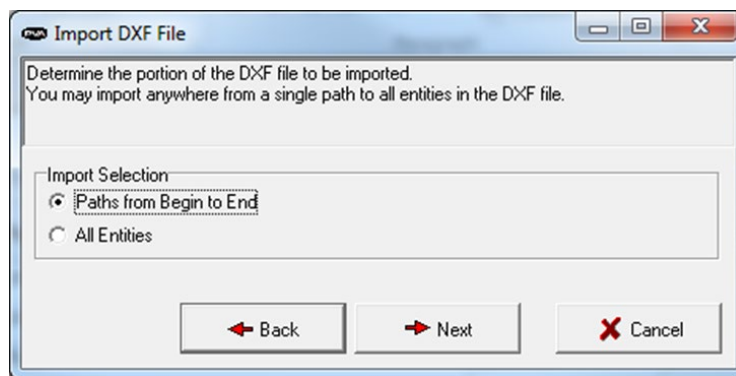 Import DXF File
Determine the portion of the DXF file to be imported.
You may import anywhere from a single path to all entities in the DXF file.
Import Selection
Paths from Begin to End
All Entities
Back
Next
Cancel